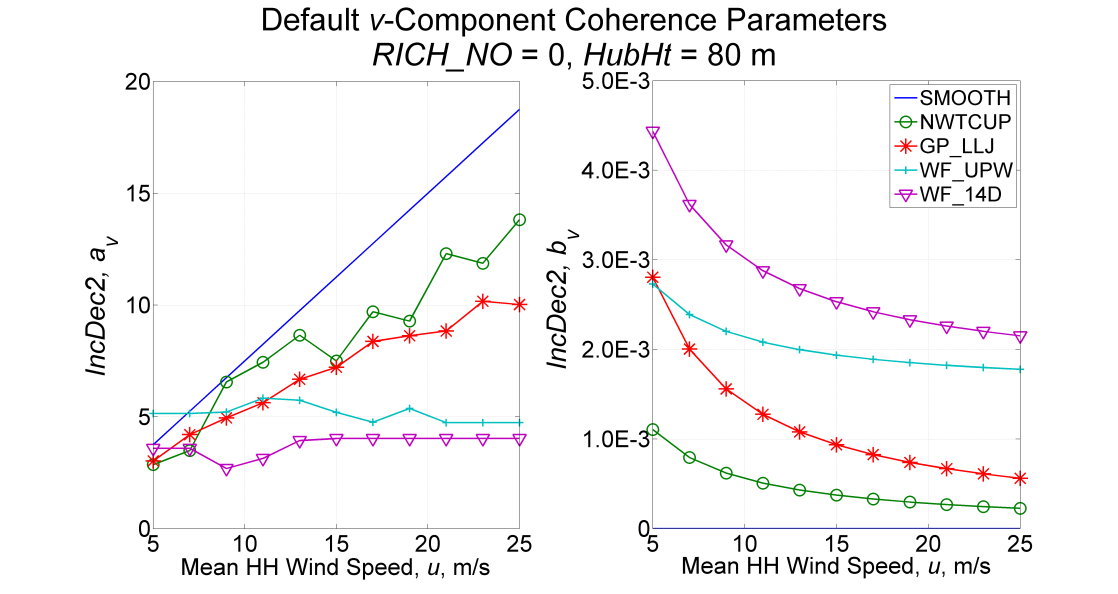 Default v-Component Coherence Parameters
RICH_NO = 0, HubHt = 80 m
20
15
10
5
0
5 10 15 20 25
IncDec2, a_v
Mean HH Wind Speed, u, m/s
5.0E-3
4.0E-3
3.0E-3
2.0E-3
1.0E-3
0
5 10 15 20 25
IncDec2, b_v
Mean HH Wind Speed, u, m/s
SMOOTH
NWTCUP
GP_LLJ
WF_UPW
WF_14D